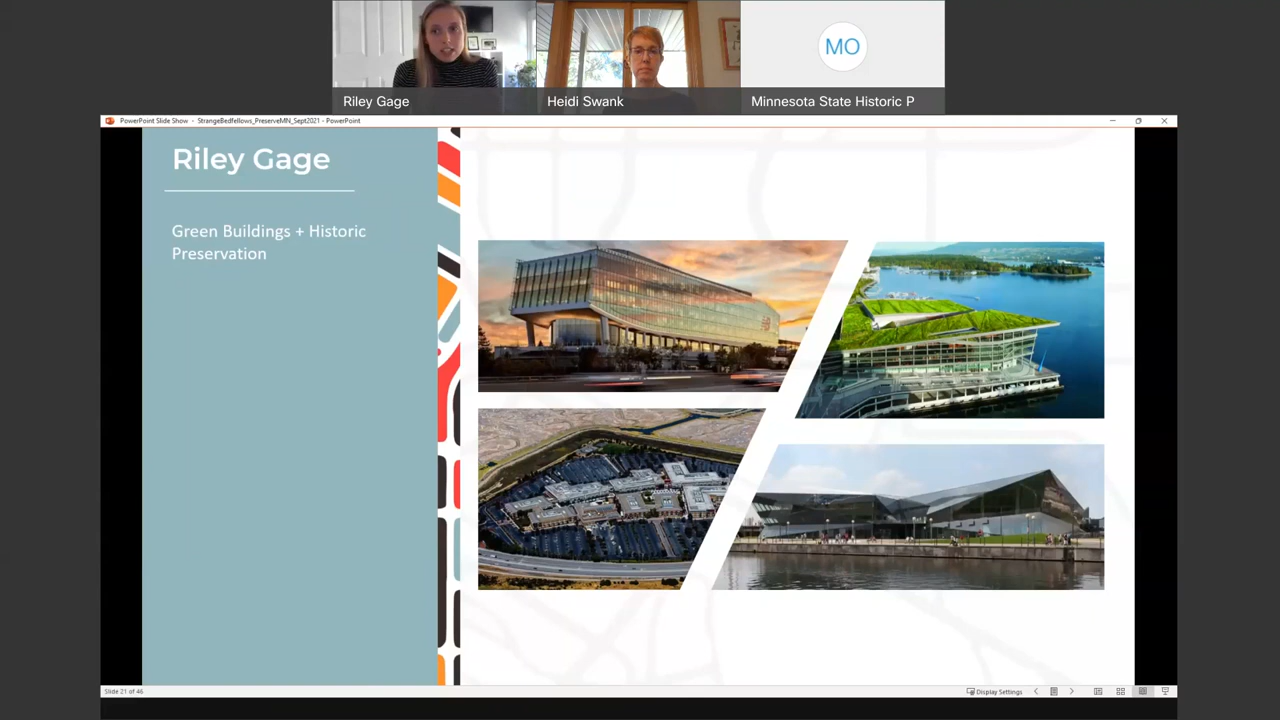 MO
Riley Gage
Heidi Swank
Minnesota State Historic P
PowerPoint Slide Show - StrangeBedfellows_PreserveMN_Sept2021 - PowerPoint
Riley Gage
Green Buildings + Historic
Preservation
Slide 21 of 46
Display Settings